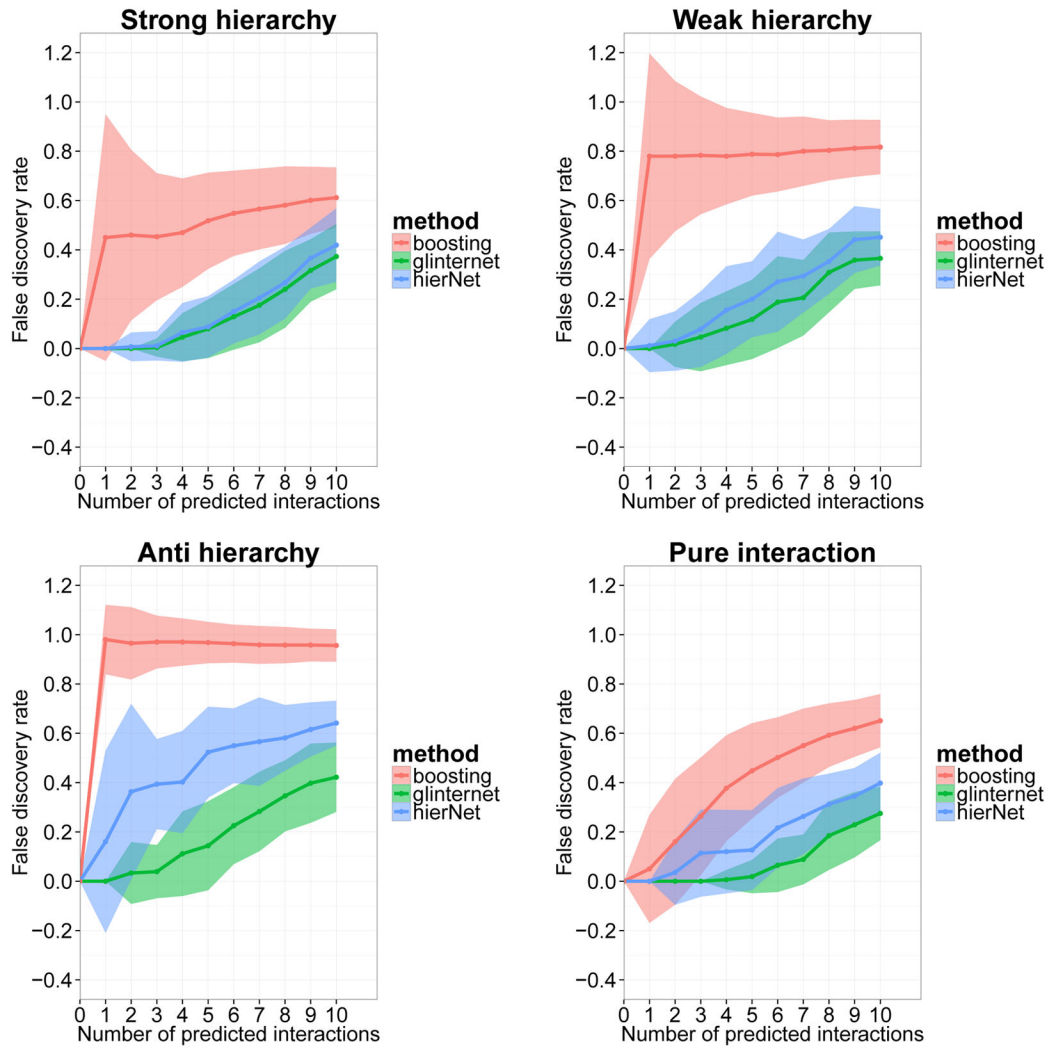 Strong hierarchy
1.2
1.0
0.8
0.6
0.4
0.2
0.0
−0.2
−0.4
False discovery rate
0 1 2 3 4 5 6 7 8 9 10
Number of predicted interactions
method
boosting
glinternet
hierNet
Weak hierarchy
1.2
1.0
0.8
0.6
0.4
0.2
0.0
−0.2
−0.4
False discovery rate
0 1 2 3 4 5 6 7 8 9 10
Number of predicted interactions
method
boosting
glinternet
hierNet
Anti hierarchy
1.2
1.0
0.8
0.6
0.4
0.2
0.0
−0.2
−0.4
False discovery rate
0 1 2 3 4 5 6 7 8 9 10
Number of predicted interactions
method
boosting
glinternet
hierNet
Pure interaction
1.2
1.0
0.8
0.6
0.4
0.2
0.0
−0.2
−0.4
False discovery rate
0 1 2 3 4 5 6 7 8 9 10
Number of predicted interactions
method
boosting
glinternet
hierNet